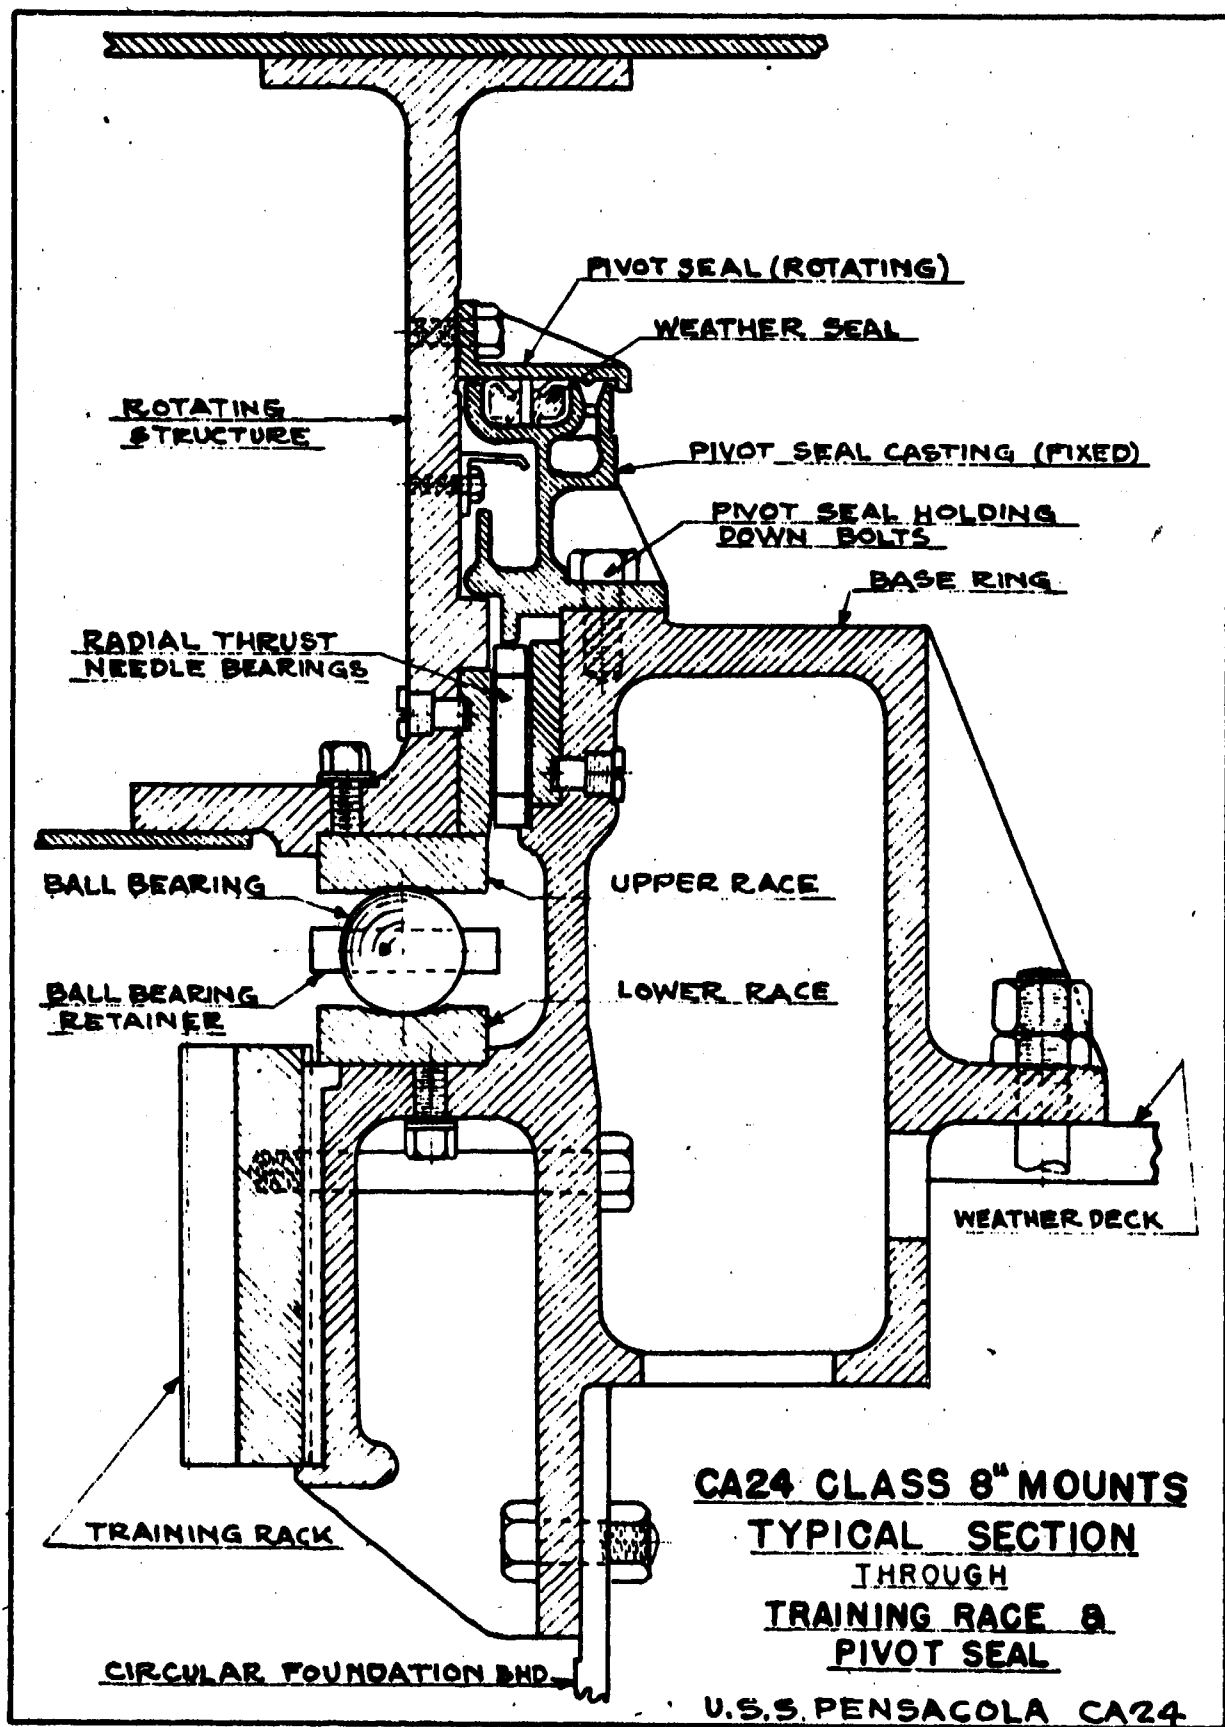 PIVOT SEAL (ROTATING)
WEATHER SEAL
ROTATING
STRUCTURE
PIVOT SEAL CASTING (FIXED)
PIVOT SEAL HOLDING
DOWN BOLTS
BASE RING
RADIAL THRUST
NEEDLE BEARINGS
BALL BEARING
UPPER RACE
BALL BEARING
RETAINER
LOWER RACE
WEATHER DECK
TRAINING RACK
CIRCULAR FOUNDATION BHD
CA24 CLASS 8" MOUNTS
TYPICAL SECTION
THROUGH
TRAINING RACE &
PIVOT SEAL
U.S.S. PENSACOLA CA24